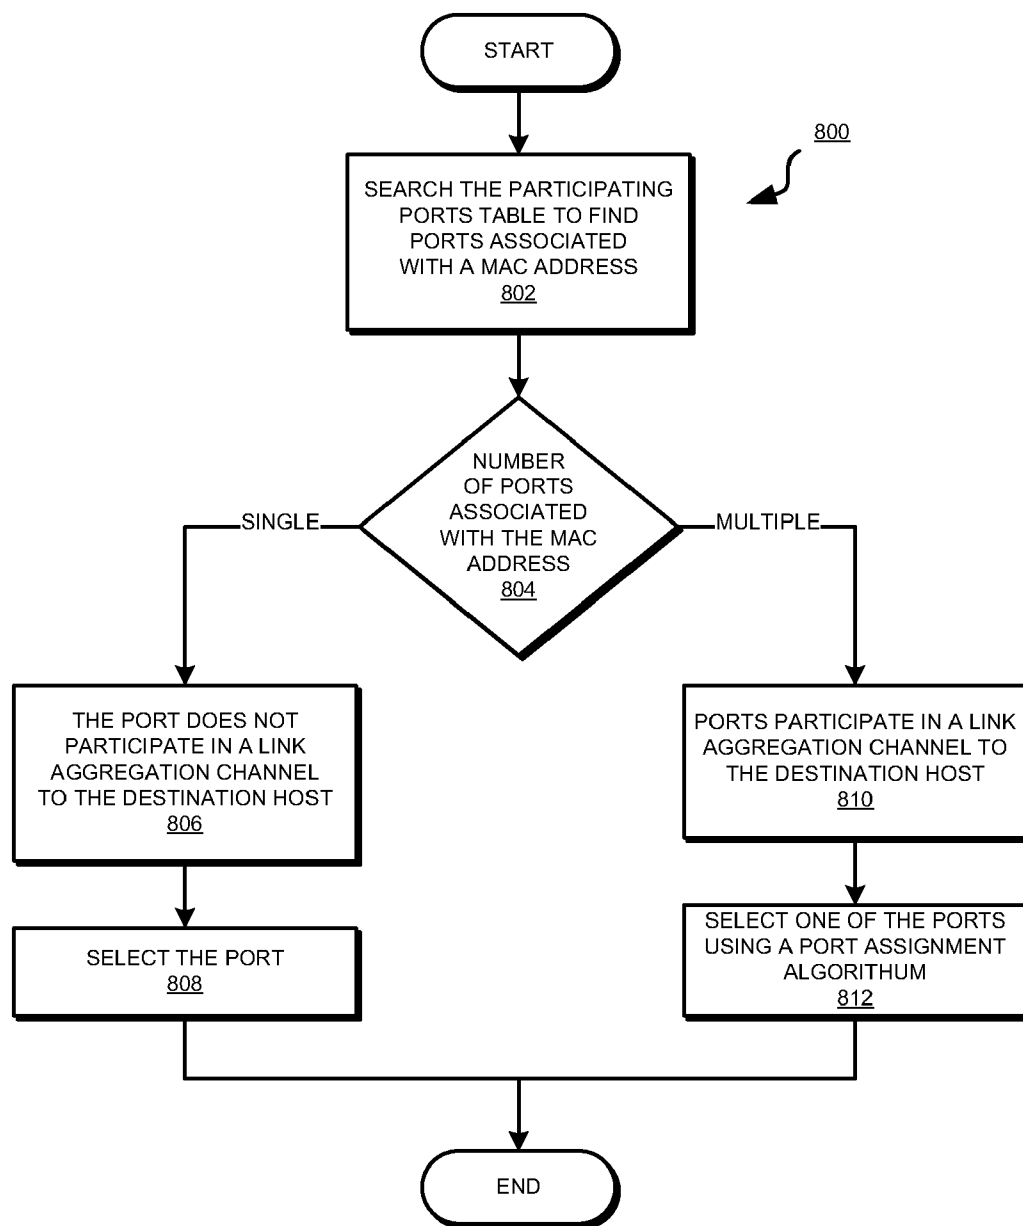 START
800
SEARCH THE PARTICIPATING
PORTS TABLE TO FIND
PORTS ASSOCIATED
WITH A MAC ADDRESS
802
NUMBER
OF PORTS
ASSOCIATED
WITH THE MAC
ADDRESS
804
SINGLE
MULTIPLE
THE PORT DOES NOT
PARTICIPATE IN A LINK
AGGREGATION CHANNEL
TO THE DESTINATION HOST
806
SELECT THE PORT
808
PORTS PARTICIPATE IN A LINK
AGGREGATION CHANNEL TO
THE DESTINATION HOST
810
SELECT ONE OF THE PORTS
USING A PORT ASSIGNMENT
ALGORITHUM
812
END